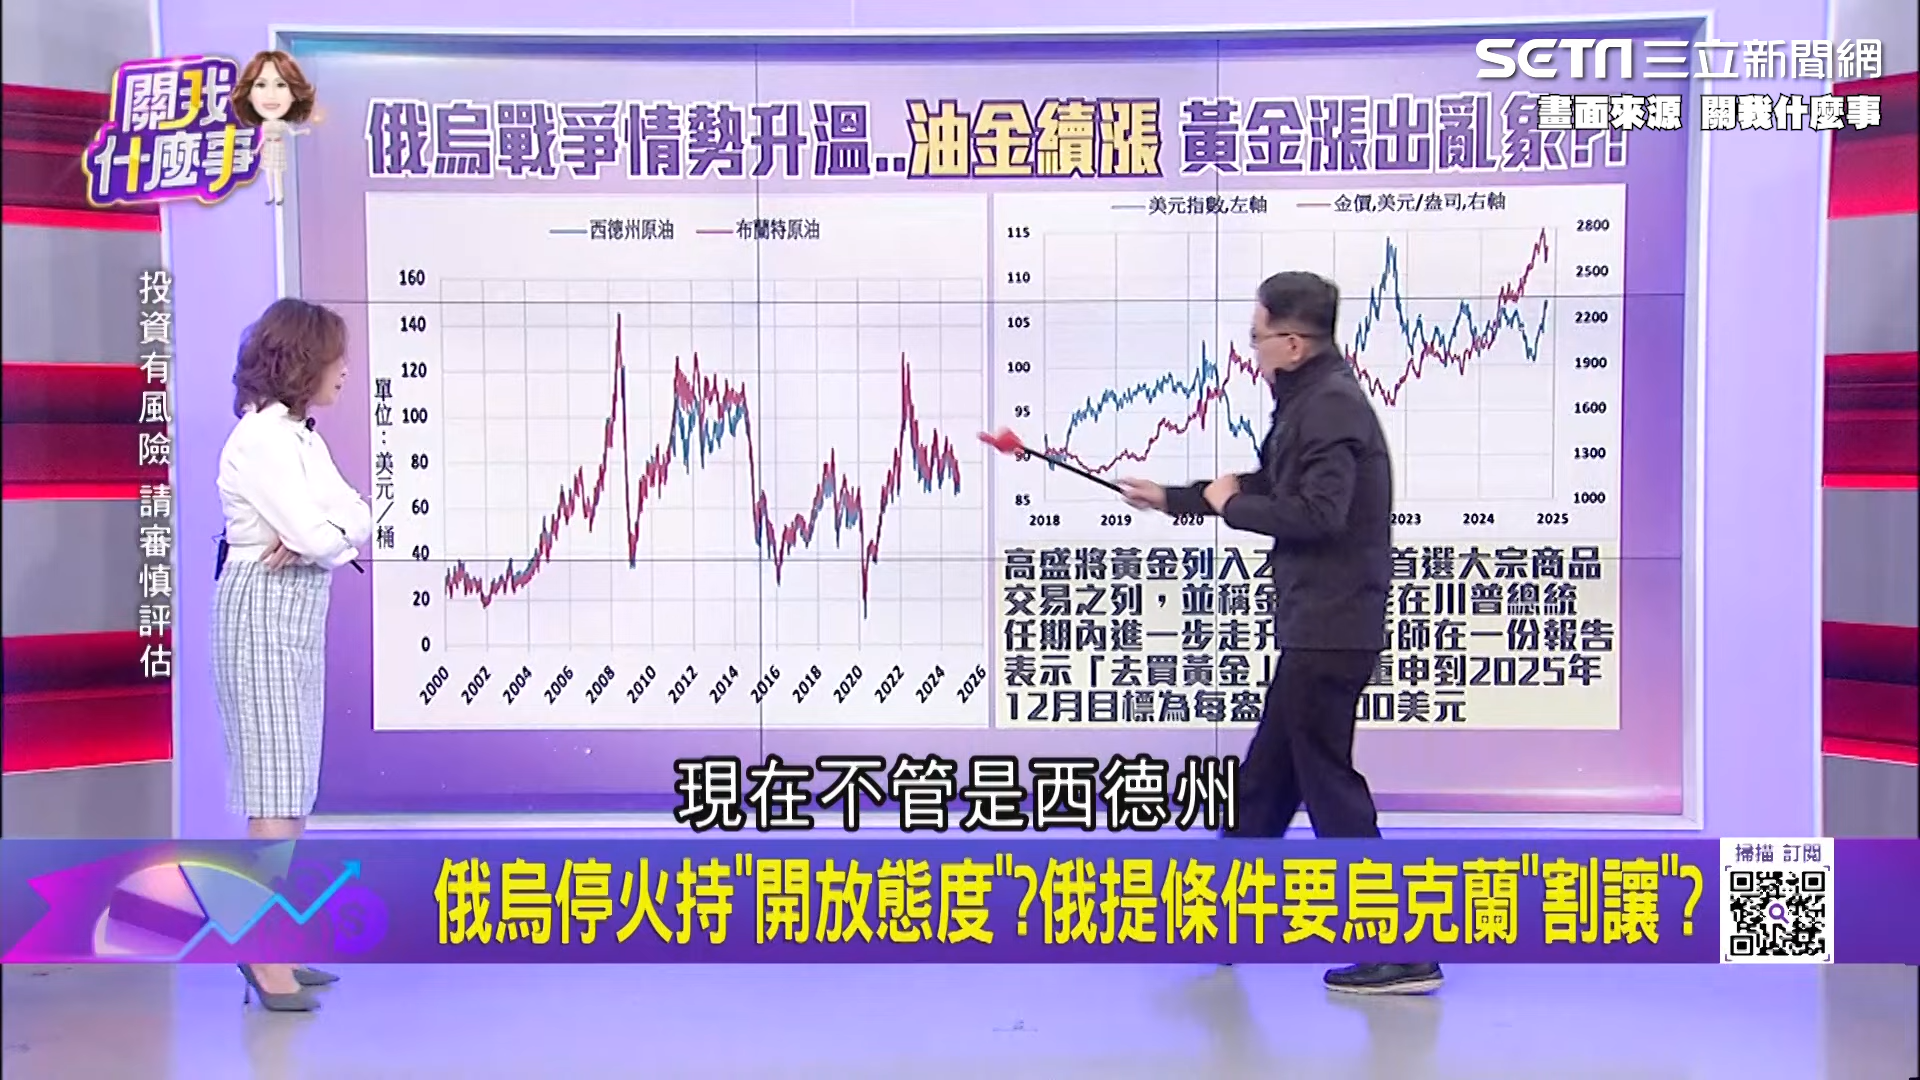 關我
什麼事
SETN三立新聞網
畫面來源 關我什麼事
俄烏戰爭情勢升溫..油金續漲 黃金漲出亂象?!
投資有風險 請審慎評估
西德州原油 布蘭特原油
單位：美元／桶
160
140
120
100
80
60
40
20
0
2000 2002 2004 2006 2008 2010 2012 2014 2016 2018 2020 2022 2024 2026
美元指數,左軸 金價,美元/盎司,右軸
115
110
105
100
95
90
85
2800
2500
2200
1900
1600
1300
1000
2018 2019 2020 2023 2024 2025
高盛將黃金列入 首選大宗商品
交易之列，並稱金 在川普總統
任期內進一步走升 師在一份報告
表示「去買黃金」 重申到2025年
12月目標為每盎 00美元
現在不管是西德州
俄烏停火持"開放態度"?俄提條件要烏克蘭"割讓"?
掃描 訂閱